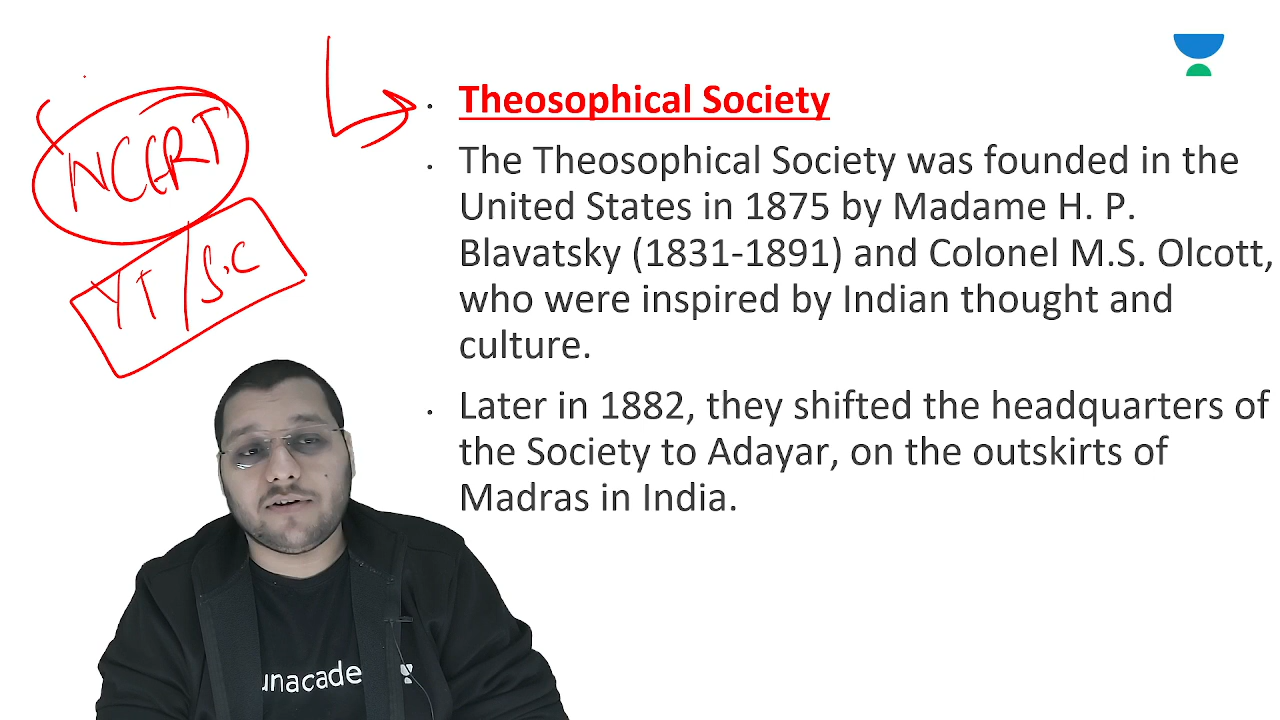 NCERT
YT/S.C
Theosophical Society
The Theosophical Society was founded in the
United States in 1875 by Madame H. P.
Blavatsky (1831-1891) and Colonel M.S. Olcott,
who were inspired by Indian thought and
culture.
Later in 1882, they shifted the headquarters of
the Society to Adayar, on the outskirts of
Madras in India.
unacade